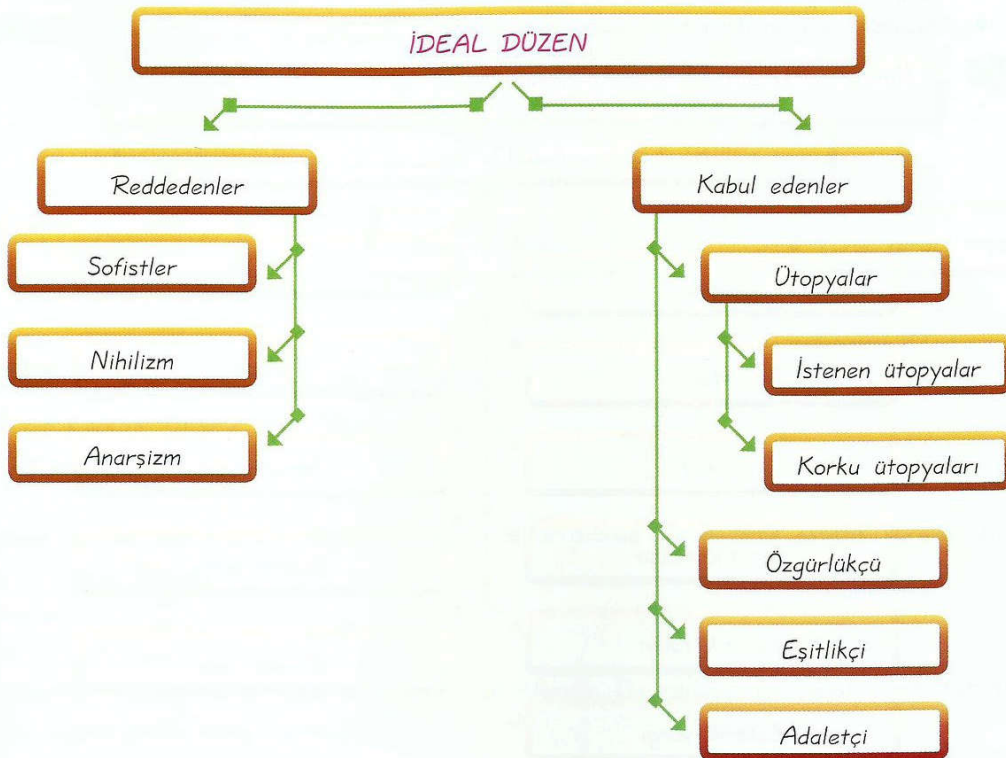 İDEAL DÜZEN
Reddedenler
Sofistler
Nihilizm
Anarşizm
Kabul edenler
Ütopyalar
İstenen ütopyalar
Korku ütopyaları
Özgürlükçü
Eşitlikçi
Adaletçi